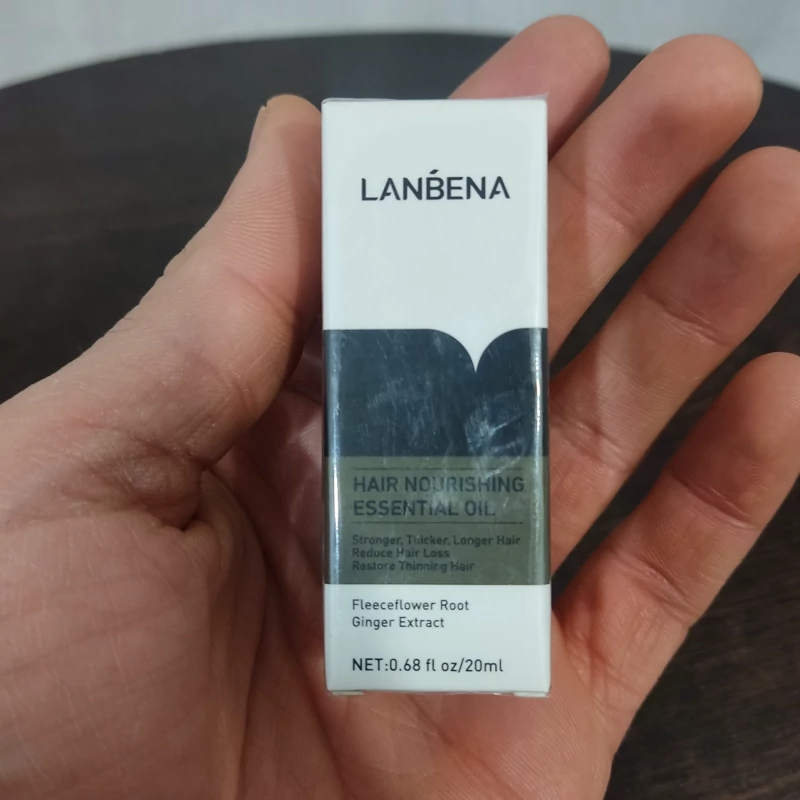 LANBENA
HAIR NOURISHING
ESSENTIAL OIL
Stronger, Thicker, Longer Hair
Reduce Hair Loss
Restore Thinning Hair
Fleeceflower Root
Ginger Extract
NET:0.68 fl oz/20ml